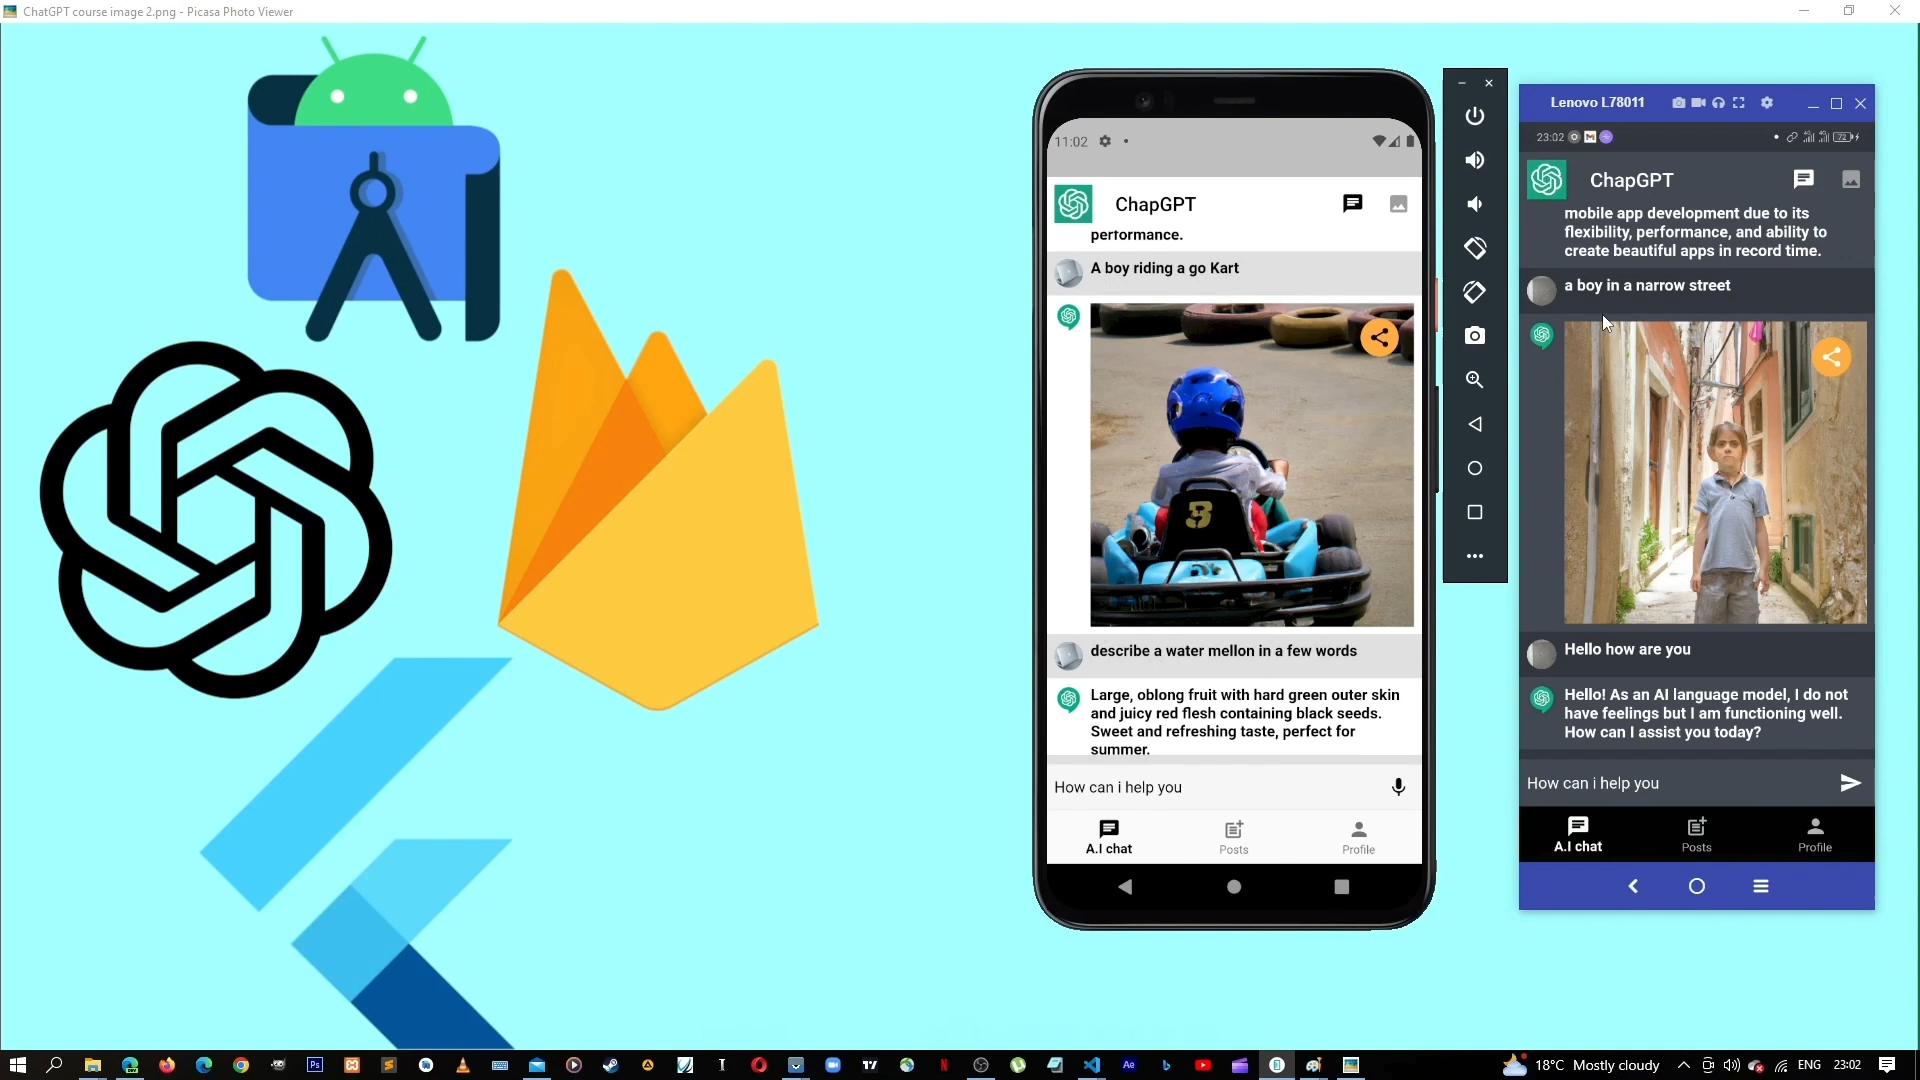 ChatGPT course image 2.png - Picasa Photo Viewer
11:02
ChapGPT
performance.
A boy riding a go Kart
3
describe a water mellon in a few words
Large, oblong fruit with hard green outer skin
and juicy red flesh containing black seeds.
Sweet and refreshing taste, perfect for
summer.
How can i help you
A.I chat
Posts
Profile
Lenovo L78011
23:02
72
ChapGPT
mobile app development due to its
flexibility, performance, and ability to
create beautiful apps in record time.
a boy in a narrow street
Hello how are you
Hello! As an AI language model, I do not
have feelings but I am functioning well.
How can I assist you today?
How can i help you
A.I chat
Posts
Profile
18°C Mostly cloudy
ENG
23:02